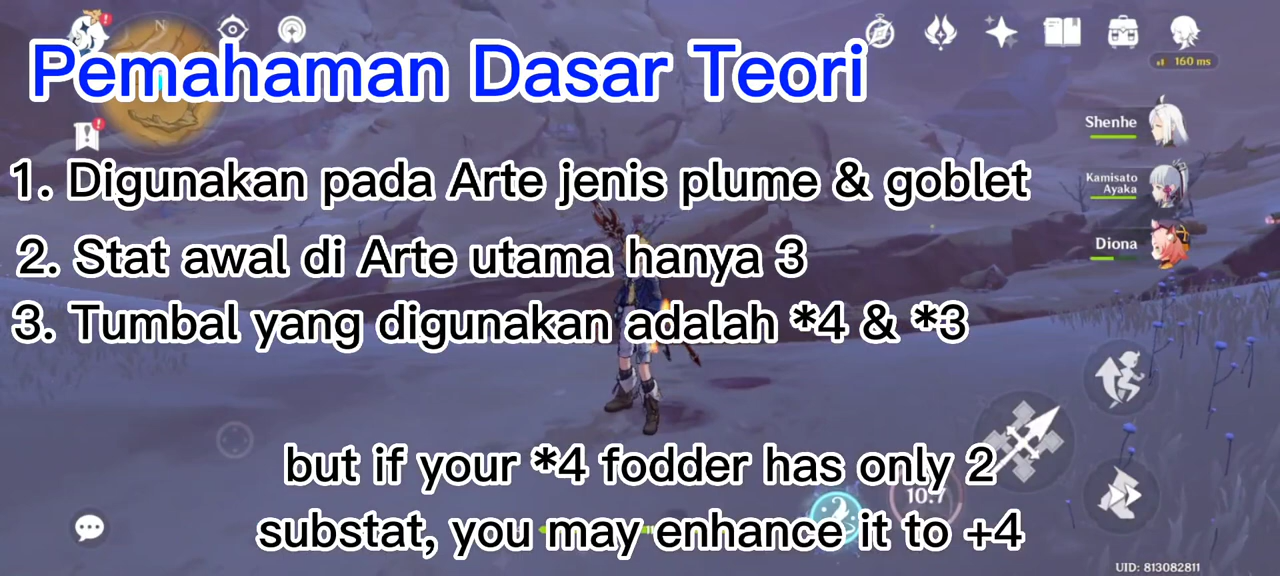 Pemahaman Dasar Teori
160 ms
1. Digunakan pada Arte jenis plume & goblet
2. Stat awal di Arte utama hanya 3
3. Tumbal yang digunakan adalah *4 & *3
Shenhe
Kamisato
Ayaka
Diona
but if your *4 fodder has only 2
substat, you may enhance it to +4
10.7
UID: 813082811